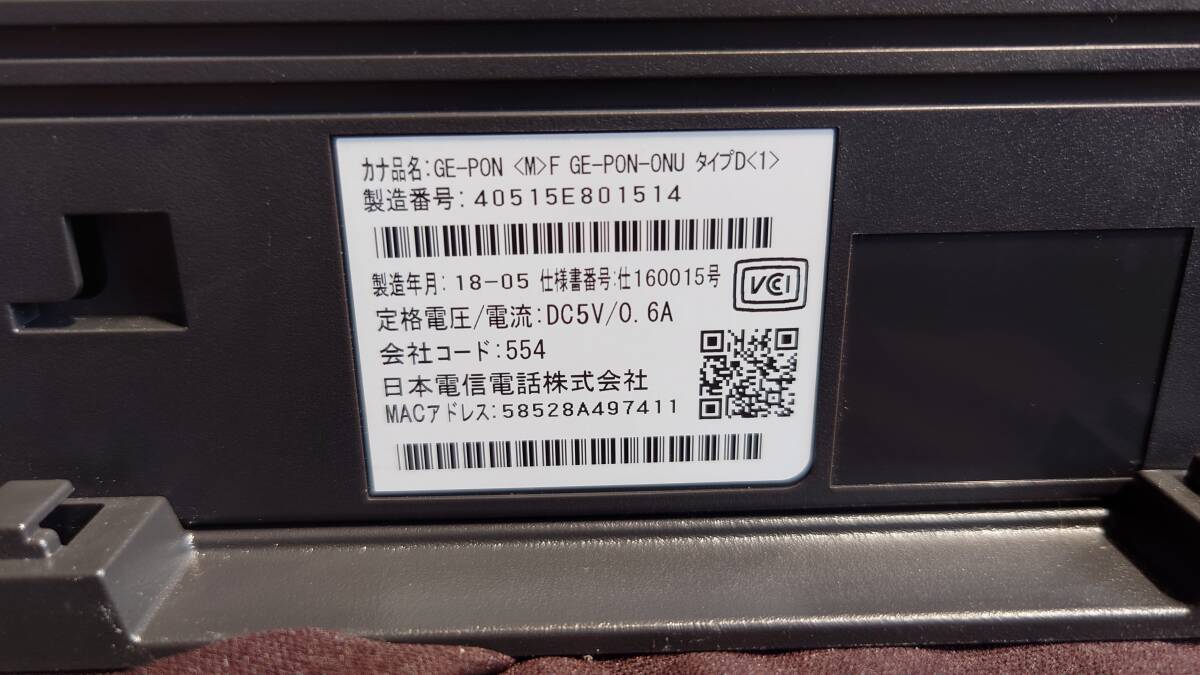 カナ品名:GE-PON <M>F GE-PON-ONU タイプD<1>
製造番号: 40515E801514
製造年月: 18-05 仕様書番号:仕160015号
VCCI
定格電圧/電流:DC5V/0.6A
会社コード:554
日本電信電話株式会社
MACアドレス:58528A497411